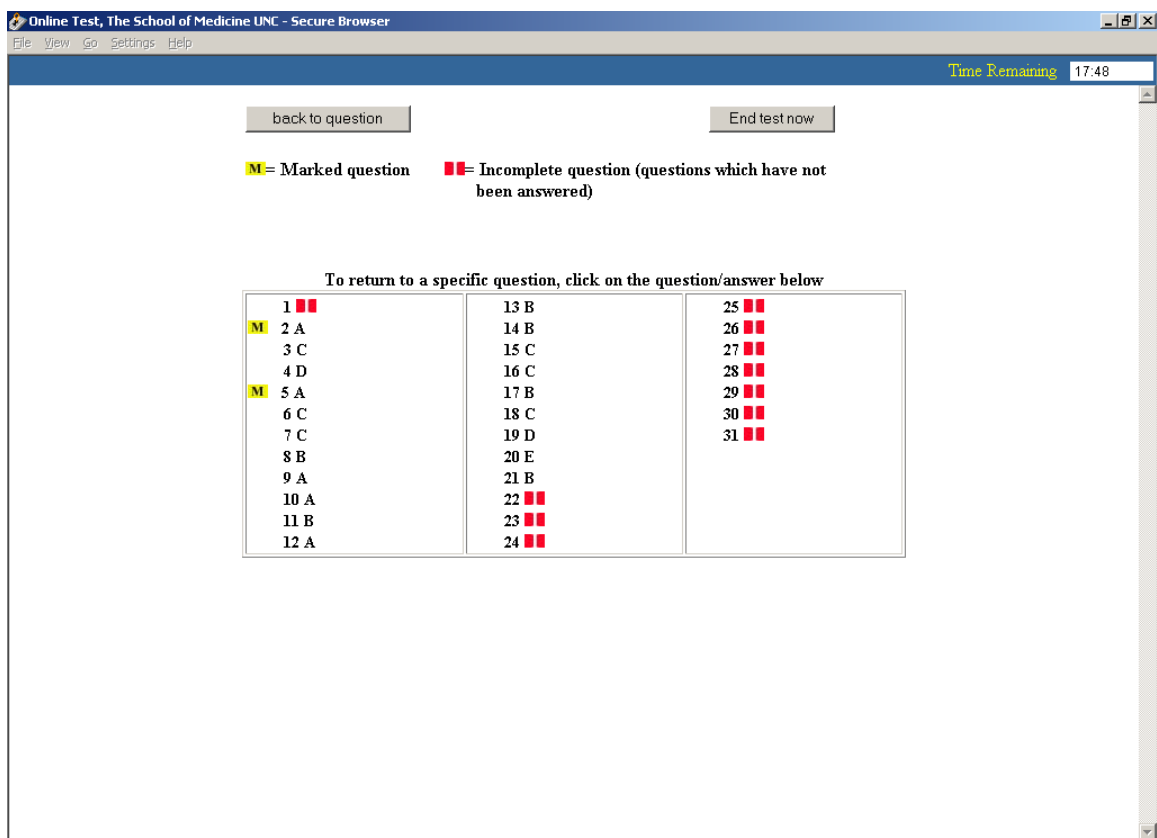 Online Test, The School of Medicine UNC - Secure Browser
File View Go Settings Help
Time Remaining 17:48
back to question
End test now
M = Marked question
= Incomplete question (questions which have not
been answered)
To return to a specific question, click on the question/answer below
1
M 2 A
3 C
4 D
M 5 A
6 C
7 C
8 B
9 A
10 A
11 B
12 A
13 B
14 B
15 C
16 C
17 B
18 C
19 D
20 E
21 B
22
23
24
25
26
27
28
29
30
31